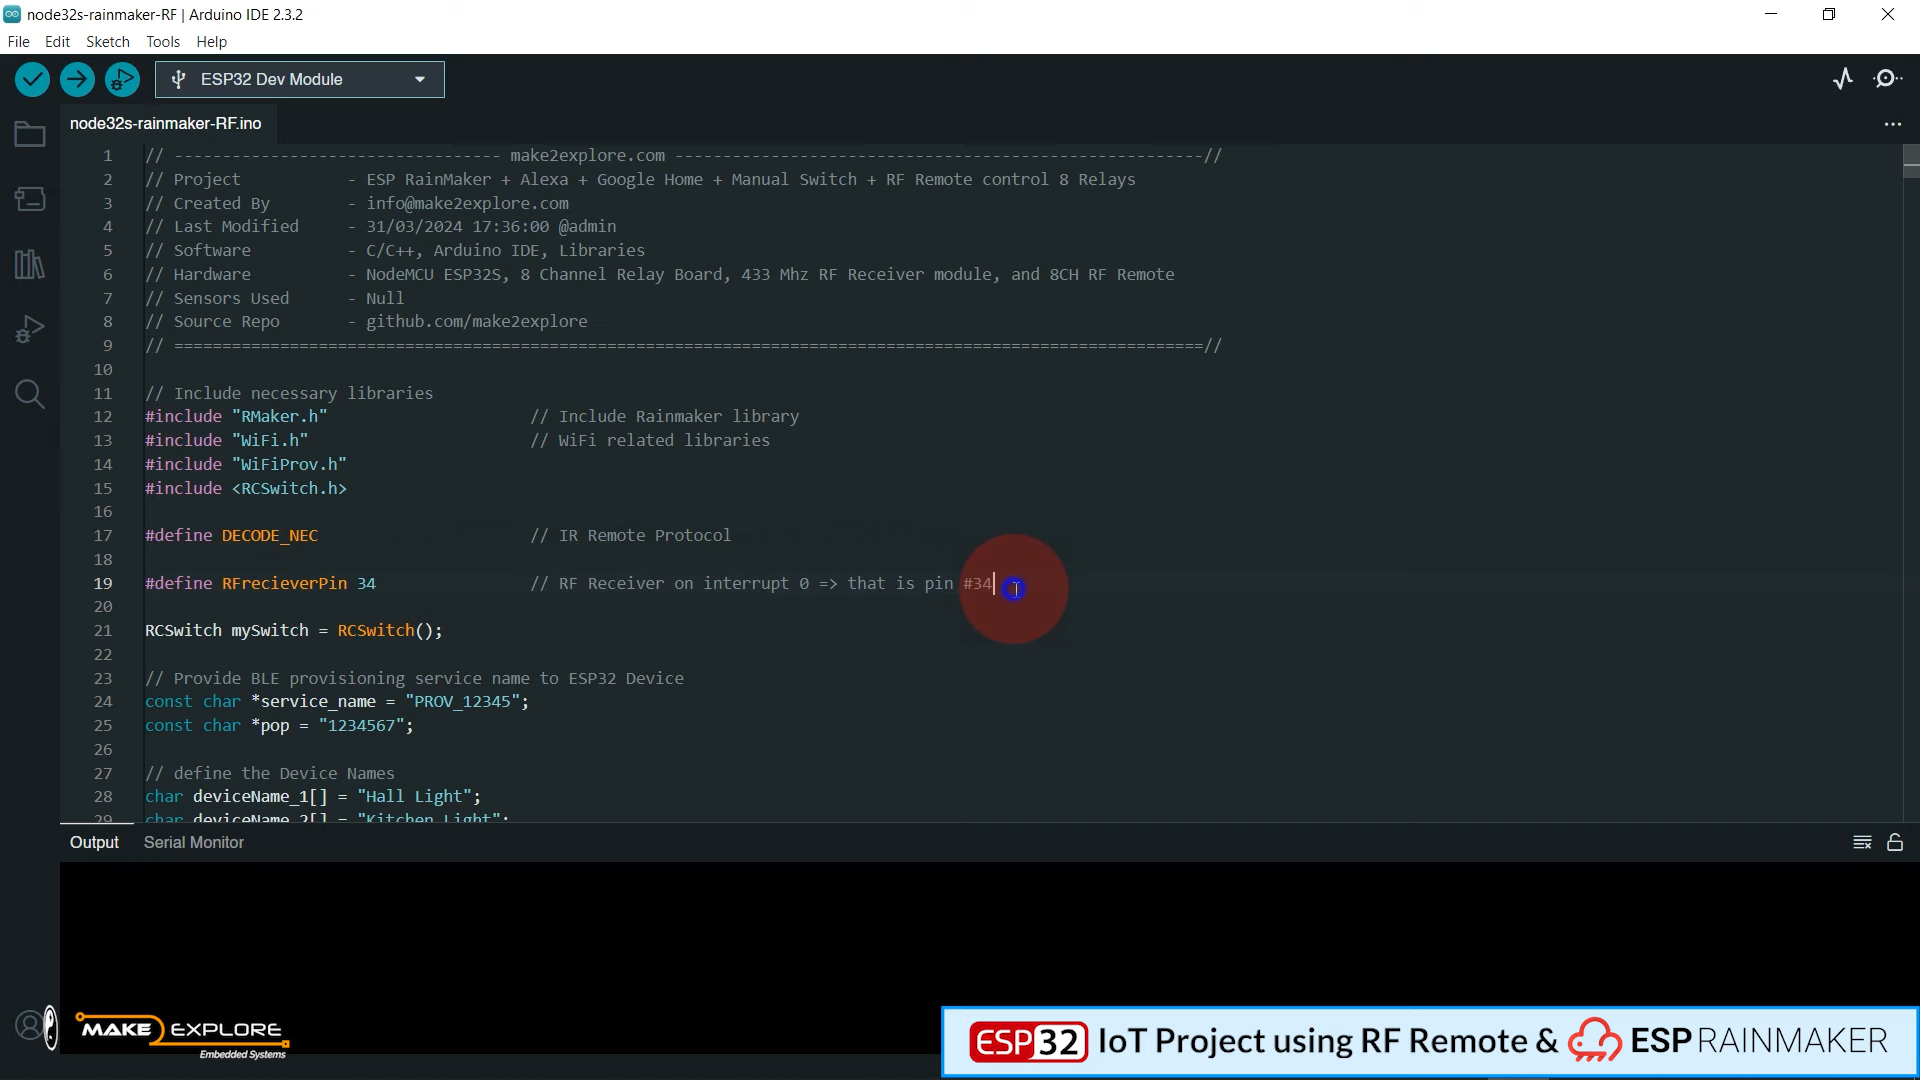 node32s-rainmaker-RF | Arduino IDE 2.3.2
File Edit Sketch Tools Help
ESP32 Dev Module
node32s-rainmaker-RF.ino
1 // ---------------------------------- make2explore.com -------------------------------------------------------//
2 // Project - ESP RainMaker + Alexa + Google Home + Manual Switch + RF Remote control 8 Relays
3 // Created By - info@make2explore.com
4 // Last Modified - 31/03/2024 17:36:00 @admin
5 // Software - C/C++, Arduino IDE, Libraries
6 // Hardware - NodeMCU ESP32S, 8 Channel Relay Board, 433 Mhz RF Receiver module, and 8CH RF Remote
7 // Sensors Used - Null
8 // Source Repo - github.com/make2explore
9 // ===========================================================================================================//
10
11 // Include necessary libraries
12 #include "RMaker.h" // Include Rainmaker library
13 #include "WiFi.h" // WiFi related libraries
14 #include "WiFiProv.h"
15 #include <RCSwitch.h>
16
17 #define DECODE_NEC // IR Remote Protocol
18
19 #define RFrecieverPin 34 // RF Receiver on interrupt 0 => that is pin #34
20
21 RCSwitch mySwitch = RCSwitch();
22
23 // Provide BLE provisioning service name to ESP32 Device
24 const char *service_name = "PROV_12345";
25 const char *pop = "1234567";
26
27 // define the Device Names
28 char deviceName_1[] = "Hall Light";
29 char deviceName_2[] = "Kitchen Light";
Output Serial Monitor
MAKE EXPLORE
Embedded Systems
ESP32 IoT Project using RF Remote & ESP RAINMAKER